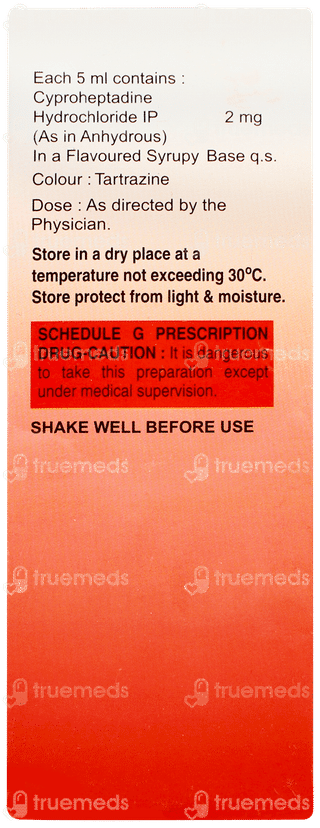 Each 5 ml contains :
Cyproheptadine
Hydrochloride IP 2 mg
(As in Anhydrous)
In a Flavoured Syrupy Base q.s.
Colour : Tartrazine
Dose : As directed by the
Physician.
Store in a dry place at a
temperature not exceeding 30ºC.
Store protect from light & moisture.
SCHEDULE G PRESCRIPTION
DRUG-CAUTION : It is dangereus
to take this preparation except
under medical supervision.
SHAKE WELL BEFORE USE
truemeds
truemeds
truemeds
truemeds
truemeds
truemeds
truemeds
truemeds
truemeds
truemeds